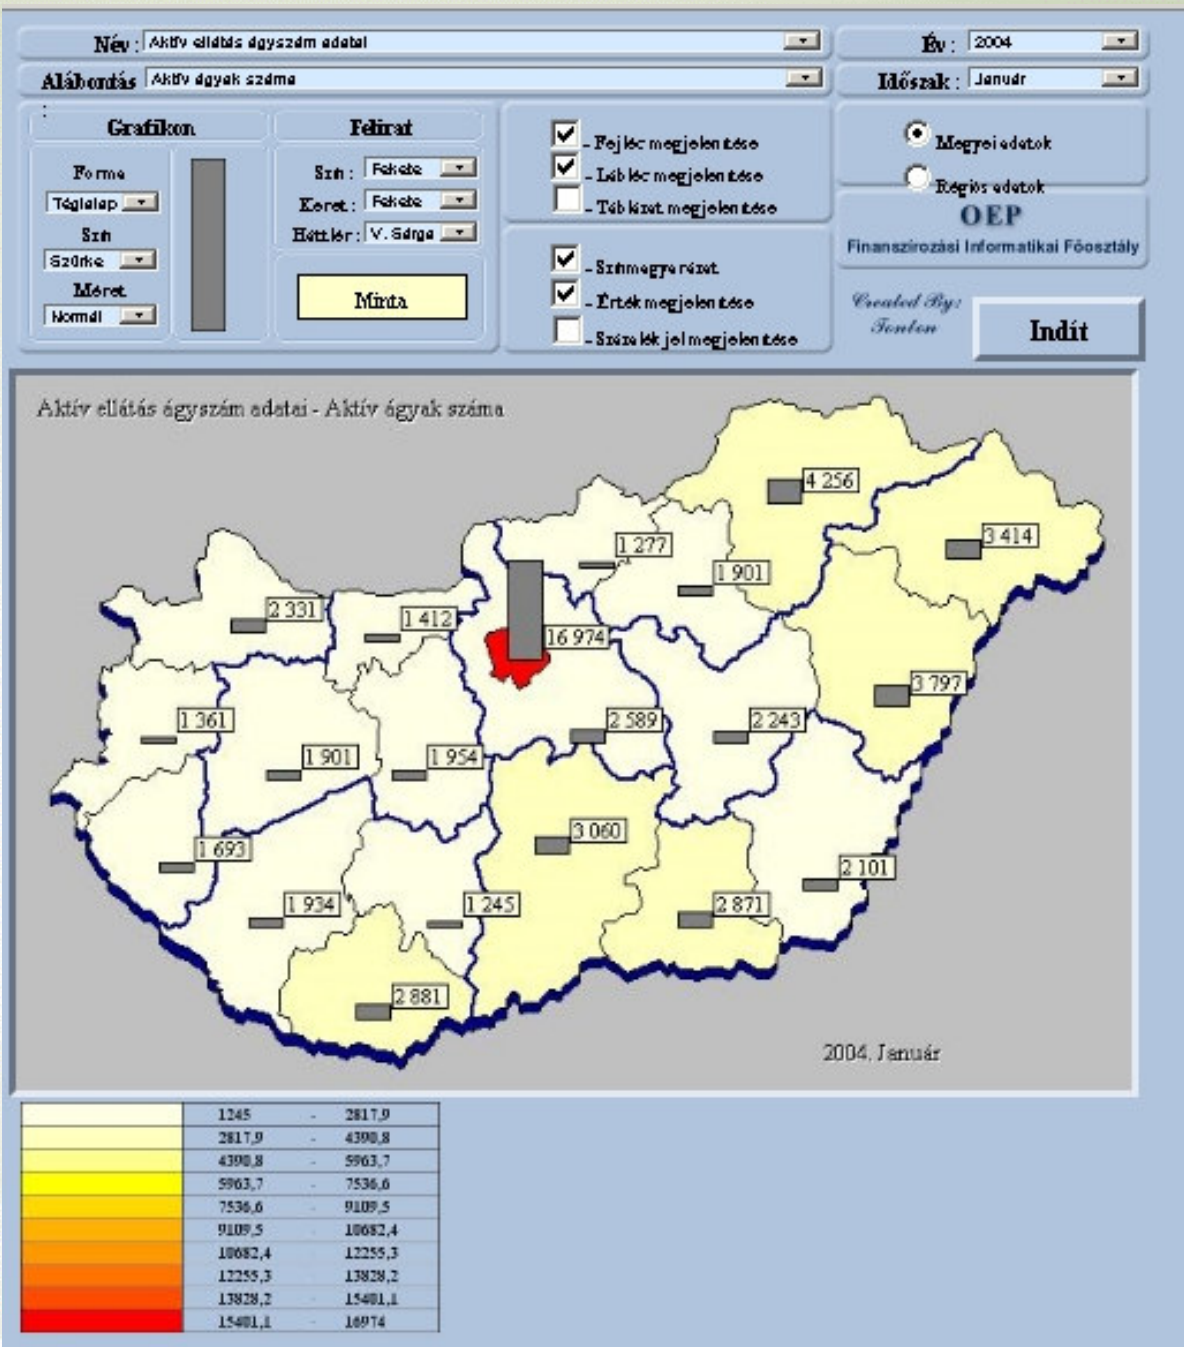 Név : Aktív ellátás ágyszám adatai
Év : 2004
Alábontás : Aktív ágyak száma
Időszak : Január
Grafikon
Forma
Téglalap
Szín
Szürke
Méret
Normál
Felirat
Szín : Fekete
Keret : Fekete
Háttér : V. Sárga
Minta
- Fejléc megjelenítése
- Lábléc megjelenítése
- Táblázat megjelenítése
- Színmagyarázat
- Érték megjelenítése
- Százalék jel megjelenítése
Megyei adatok
Régiós adatok
OEP
Finanszírozási Informatikai Főosztály
Created By:
Tonton
Indít
Aktív ellátás ágyszám adatai - Aktív ágyak száma
4 256
3 414
1 277
1 901
2 331
1 412
16 974
3 797
1 361
2 589
2 243
1 901
1 954
3 060
1 693
2 101
1 934
1 245
2 871
2 881
2004. Január
1245 - 2817,9
2817,9 - 4390,8
4390,8 - 5963,7
5963,7 - 7536,6
7536,6 - 9109,5
9109,5 - 10682,4
10682,4 - 12255,3
12255,3 - 13828,2
13828,2 - 15401,1
15401,1 - 16974